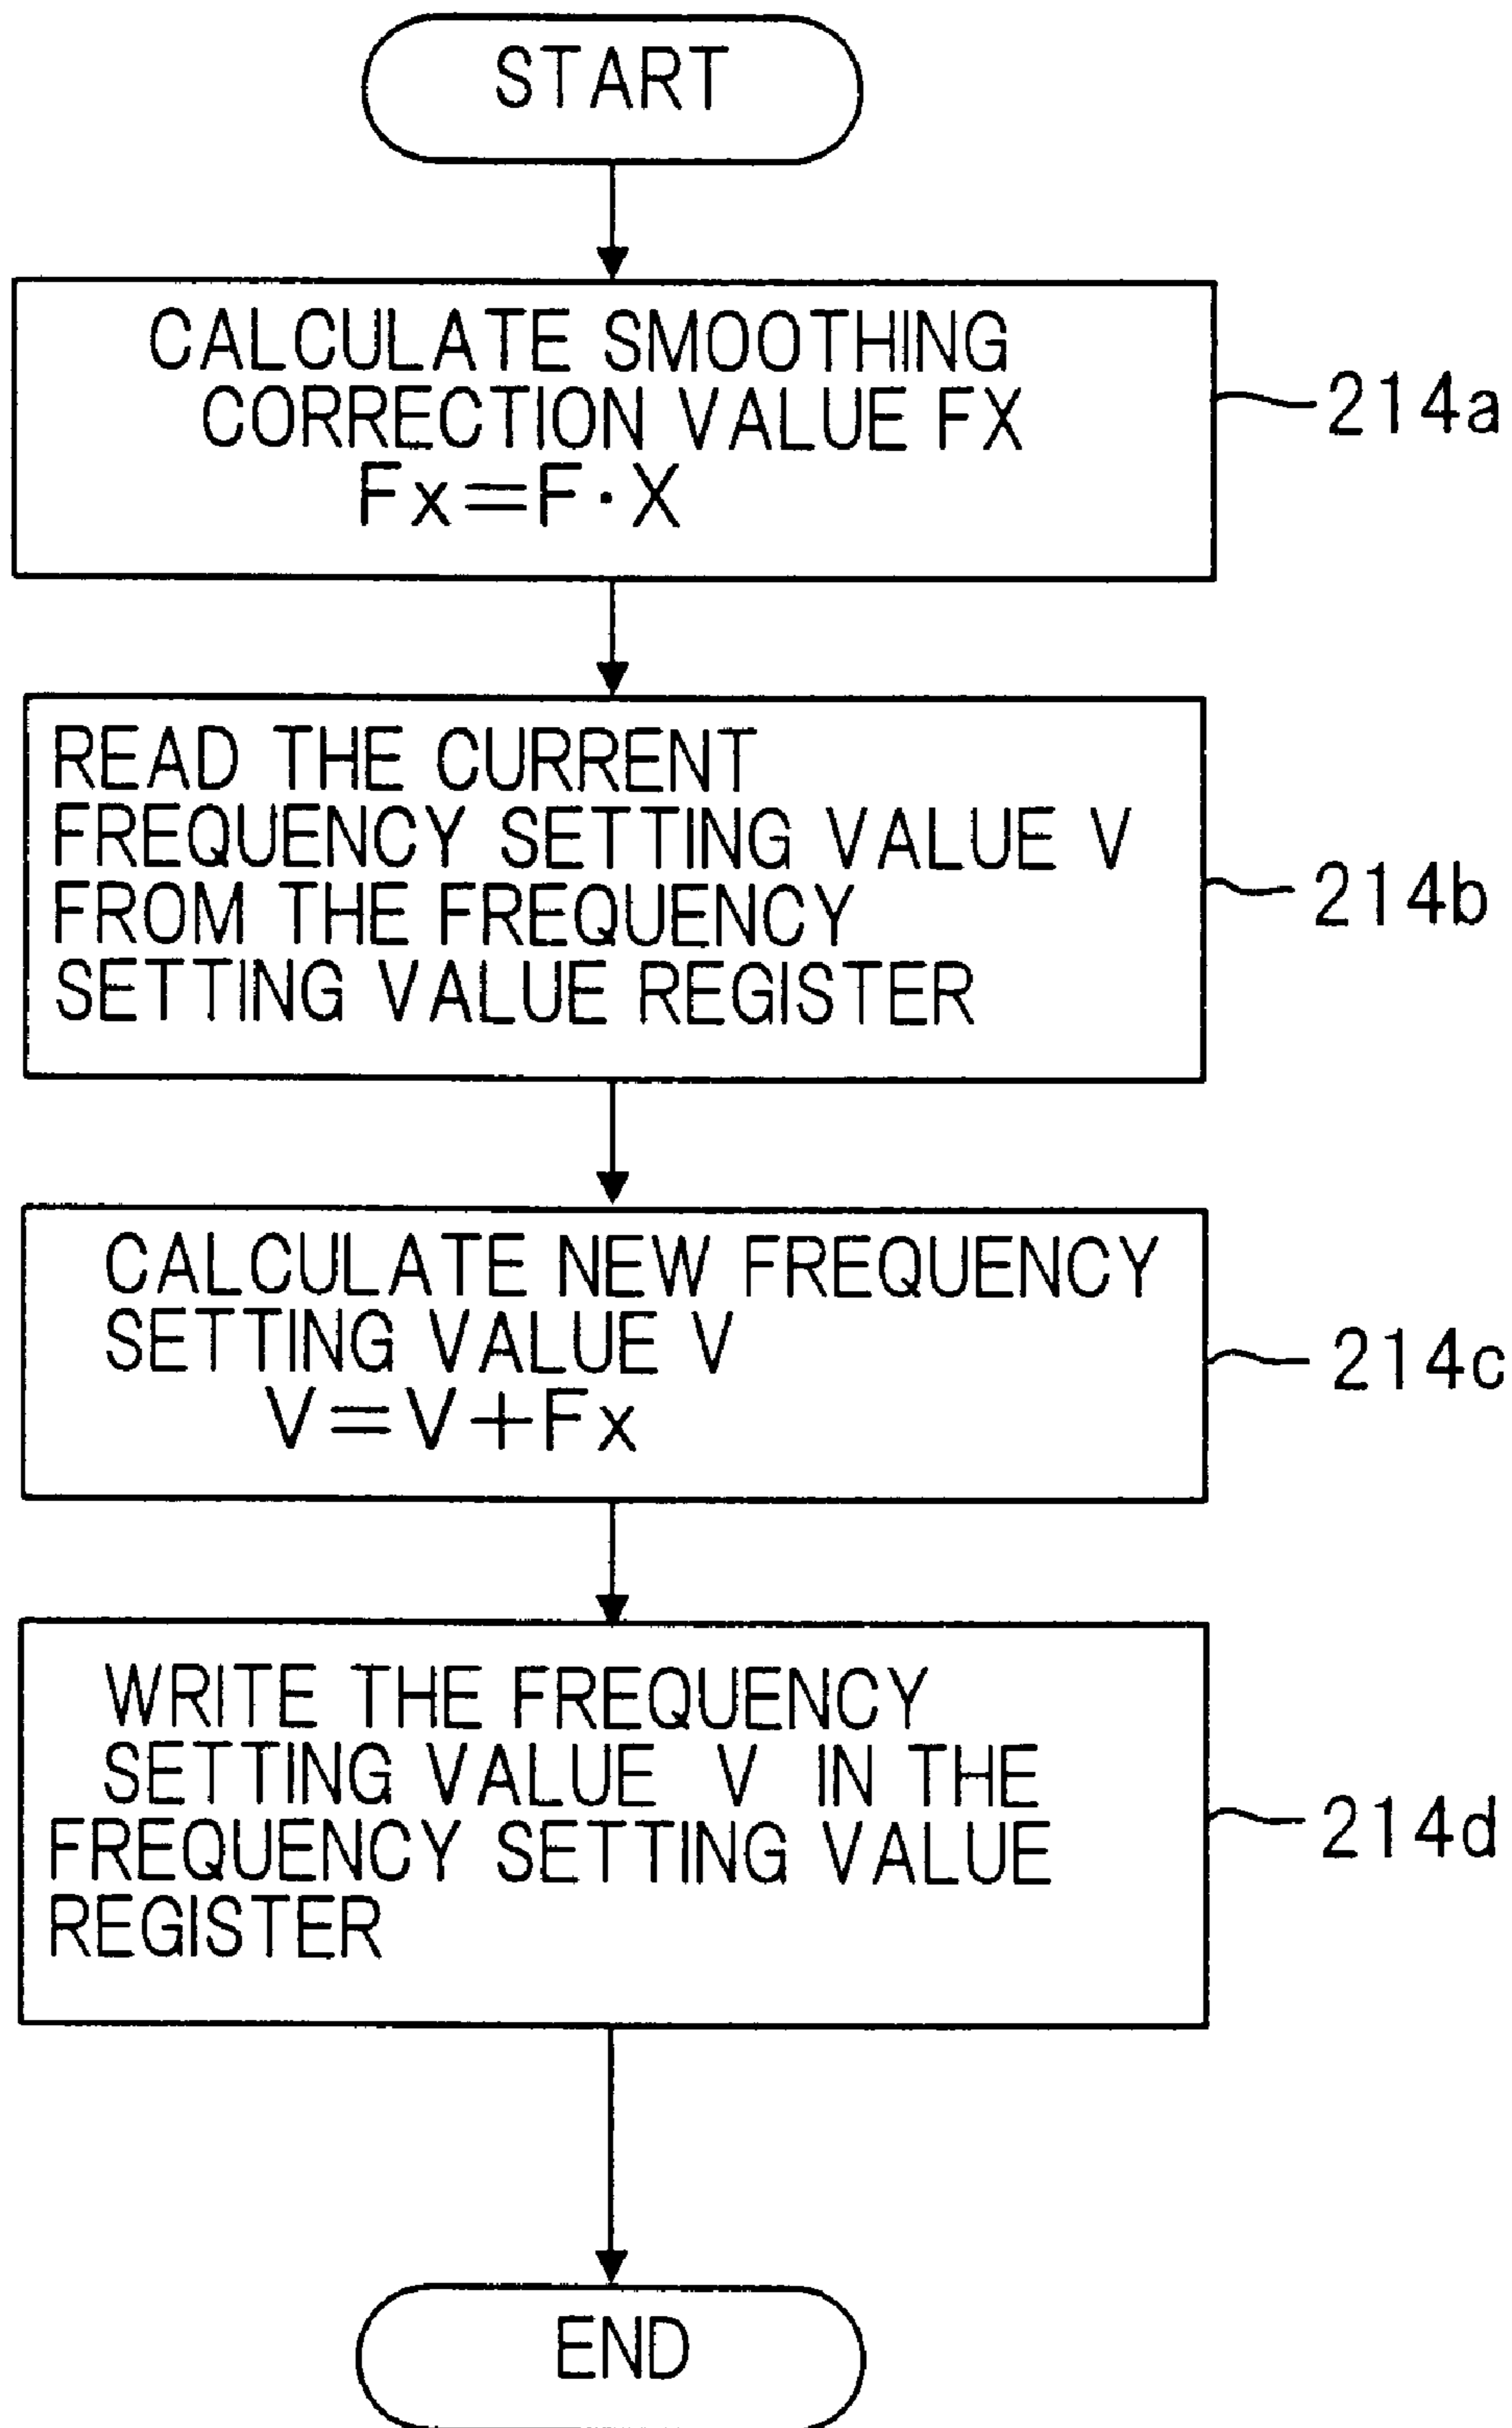 START
CALCULATE SMOOTHING
CORRECTION VALUE FX
Fx=F·X
214a
READ THE CURRENT
FREQUENCY SETTING VALUE V
FROM THE FREQUENCY
SETTING VALUE REGISTER
214b
CALCULATE NEW FREQUENCY
SETTING VALUE V
V=V+Fx
214c
WRITE THE FREQUENCY
SETTING VALUE V IN THE
FREQUENCY SETTING VALUE
REGISTER
214d
END